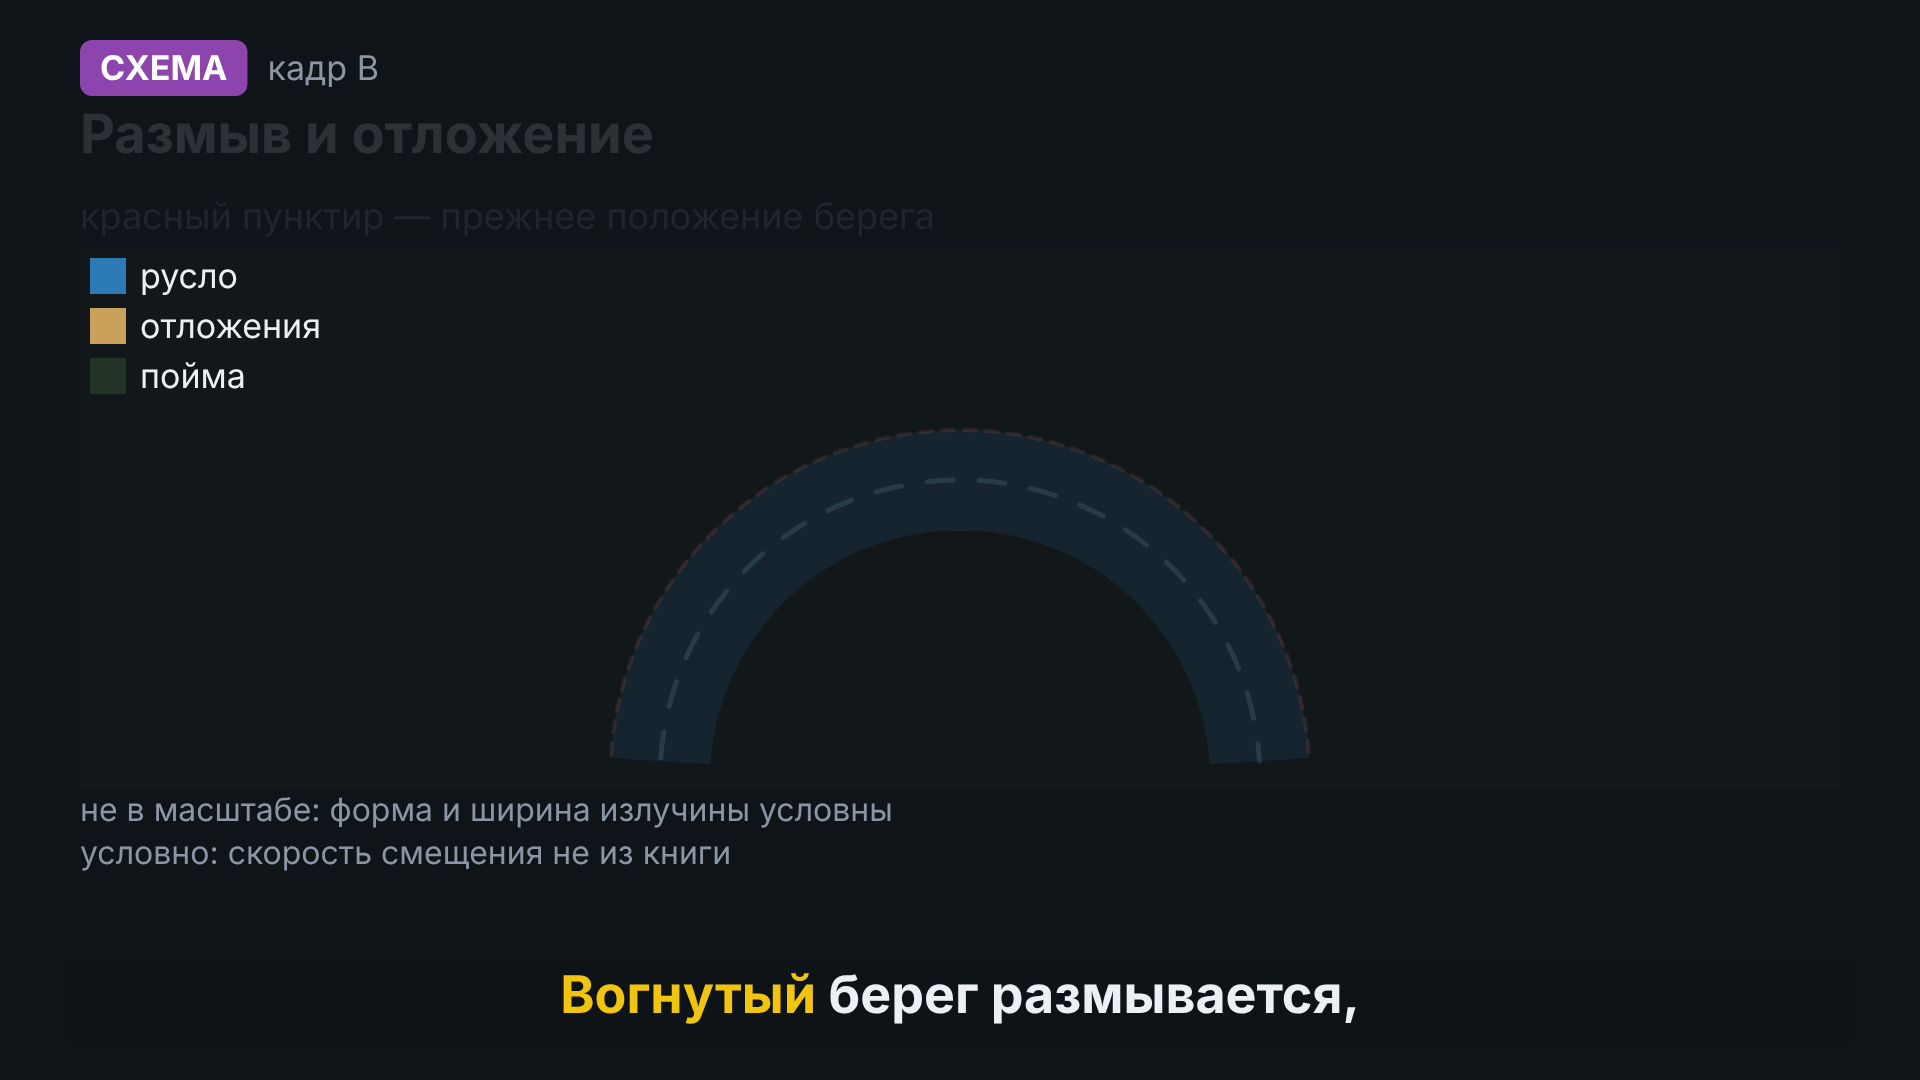 СХЕМА кадр В
Размыв и отложение
красный пунктир — прежнее положение берега
русло
отложения
пойма
не в масштабе: форма и ширина излучины условны
условно: скорость смещения не из книги
Вогнутый берег размывается,